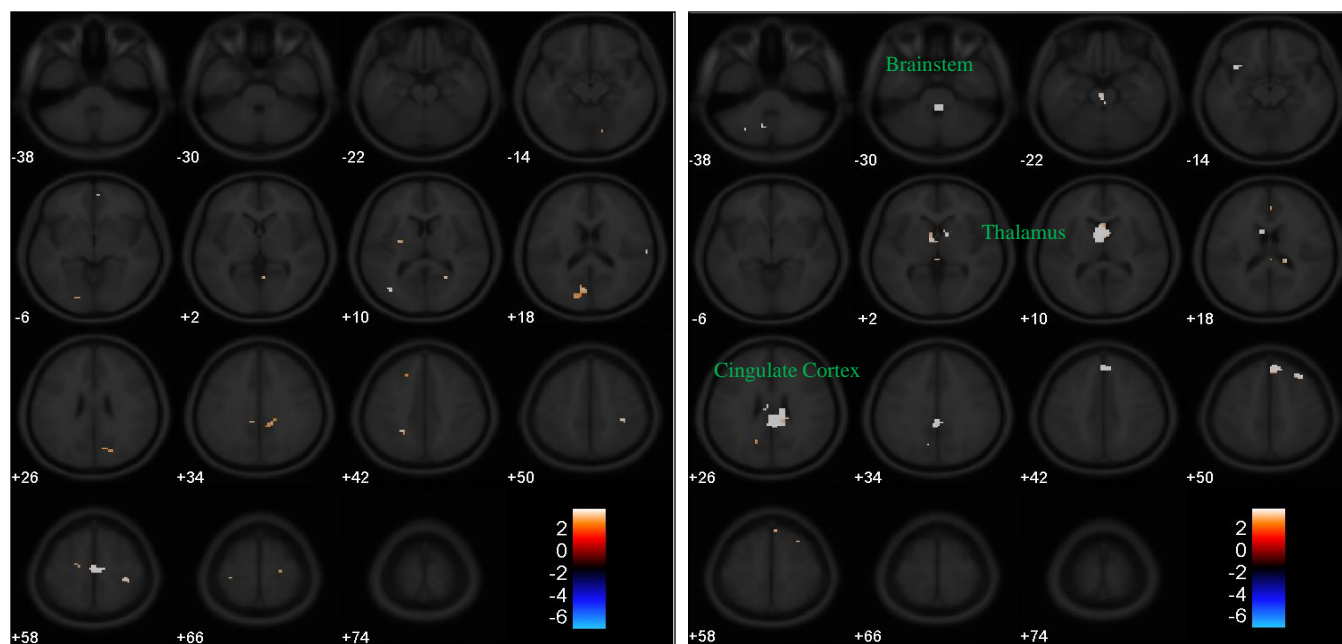 -38 -30 -22 -14
-6 +2 +10 +18
+26 +34 +42 +50
+58 +66 +74
2
0
-2
-4
-6
Brainstem
-38 -30 -22 -14
Thalamus
-6 +2 +10 +18
Cingulate Cortex
+26 +34 +42 +50
+58 +66 +74
2
0
-2
-4
-6